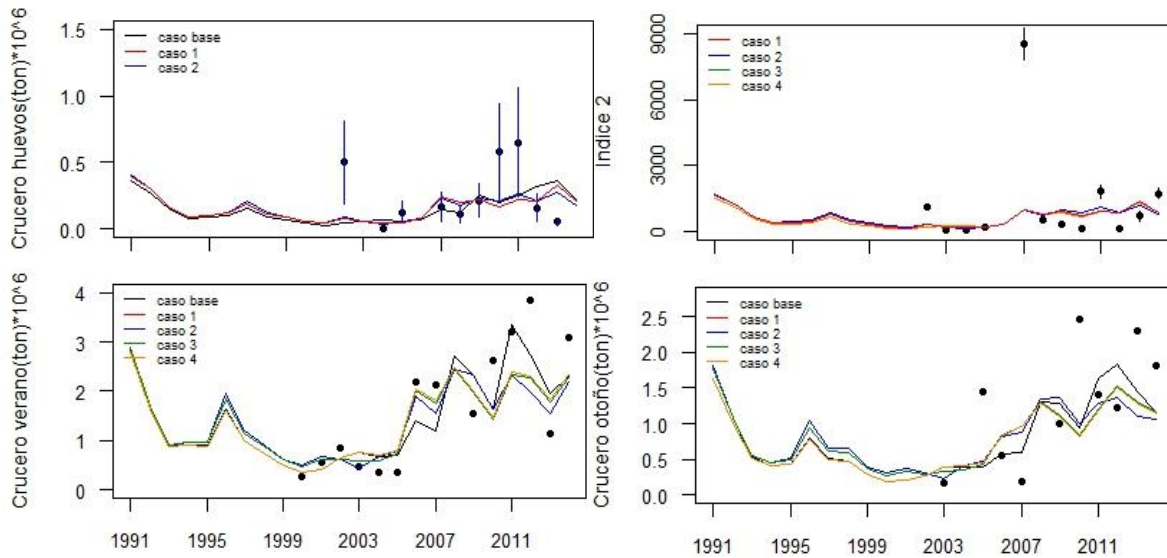 Crucero huevos(ton)*10^6
1.5
1.0
0.5
0.0
caso base
caso 1
caso 2
Indice 2
9000
6000
3000
0
caso 1
caso 2
caso 3
caso 4
Crucero verano(ton)*10^6
4
3
2
1
0
caso base
caso 1
caso 2
caso 3
caso 4
1991 1995 1999 2003 2007 2011
Crucero otoño(ton)*10^6
2.5
2.0
1.5
1.0
0.5
0.0
caso base
caso 1
caso 2
caso 3
caso 4
1991 1995 1999 2003 2007 2011